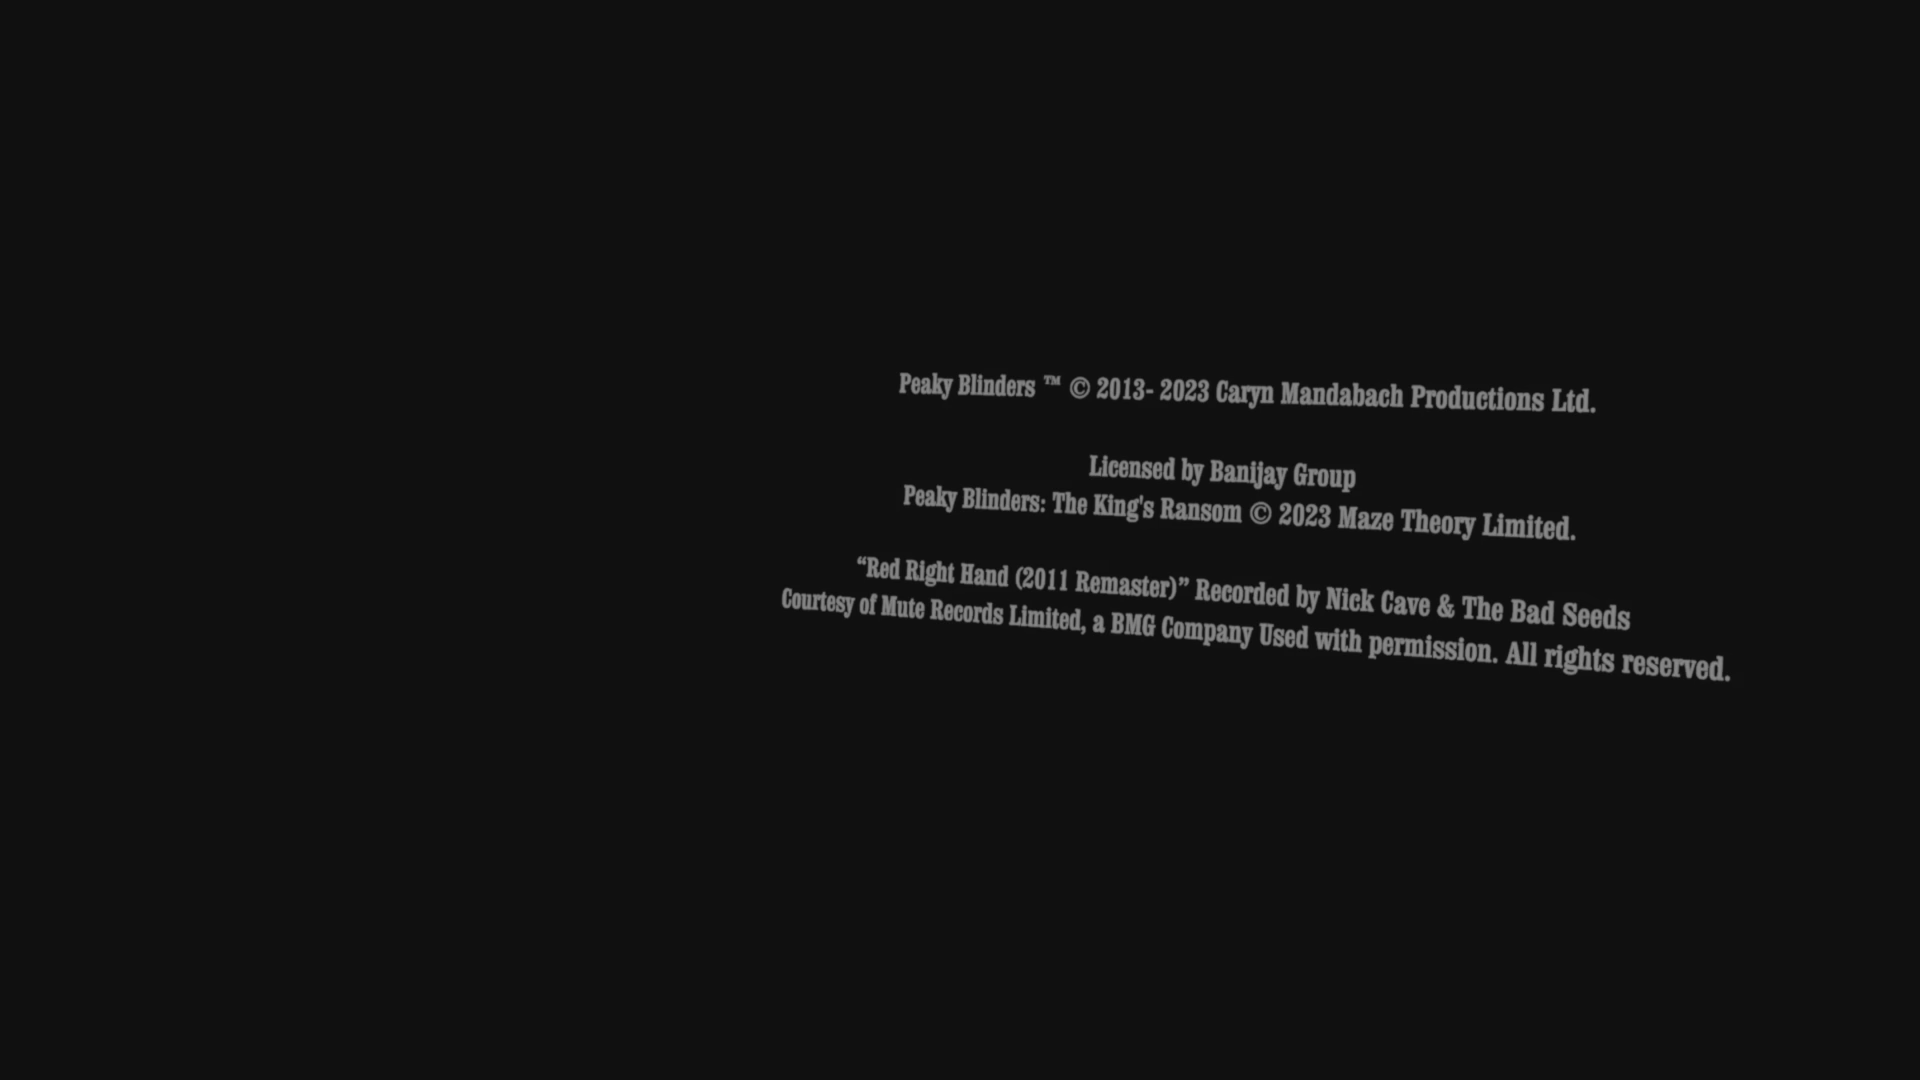 Peaky Blinders ™ © 2013- 2023 Caryn Mandabach Productions Ltd.
Licensed by Banijay Group
Peaky Blinders: The King's Ransom © 2023 Maze Theory Limited.
“Red Right Hand (2011 Remaster)” Recorded by Nick Cave & The Bad Seeds
Courtesy of Mute Records Limited, a BMG Company Used with permission. All rights reserved.